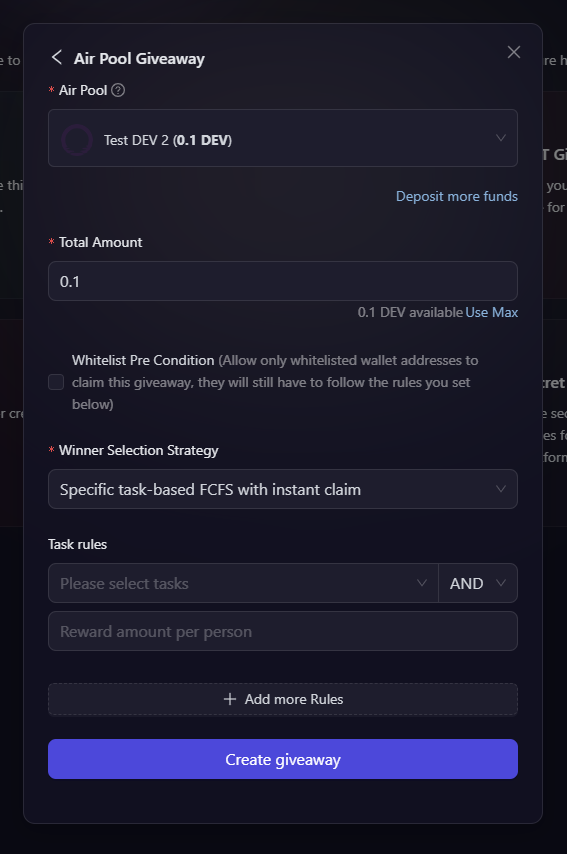 Air Pool Giveaway
* Air Pool ?
Test DEV 2 (0.1 DEV)
Deposit more funds
* Total Amount
0.1
0.1 DEV available Use Max
Whitelist Pre Condition (Allow only whitelisted wallet addresses to
claim this giveaway, they will still have to follow the rules you set
below)
* Winner Selection Strategy
Specific task-based FCFS with instant claim
Task rules
Please select tasks AND
Reward amount per person
+ Add more Rules
Create giveaway